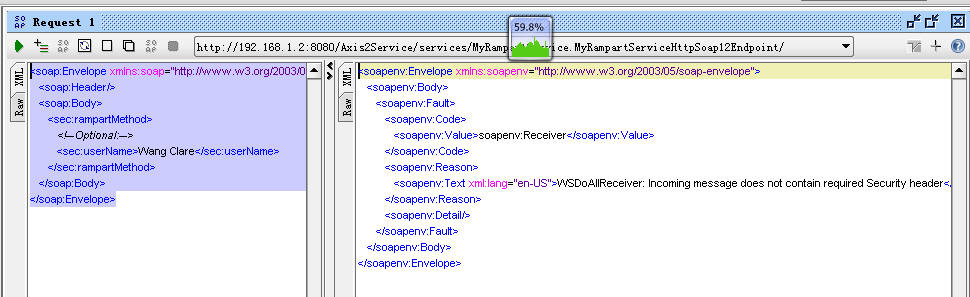 Request 1
59.8%
http://192.168.1.2:8080/Axis2Service/services/MyRamp vice.MyRampartServiceHttpSoap12Endpoint/
XML
Raw
<soap:Envelope xmlns:soap="http://www.w3.org/2003/0
<soap:Header/>
<soap:Body>
<sec:rampartMethod>
<!--Optional:-->
<sec:userName>Wang Clare</sec:userName>
</sec:rampartMethod>
</soap:Body>
</soap:Envelope>
XML
Raw
<soapenv:Envelope xmlns:soapenv="http://www.w3.org/2003/05/soap-envelope">
<soapenv:Body>
<soapenv:Fault>
<soapenv:Code>
<soapenv:Value>soapenv:Receiver</soapenv:Value>
</soapenv:Code>
<soapenv:Reason>
<soapenv:Text xml:lang="en-US">WSDoAllReceiver: Incoming message does not contain required Security header<
</soapenv:Reason>
<soapenv:Detail/>
</soapenv:Fault>
</soapenv:Body>
</soapenv:Envelope>